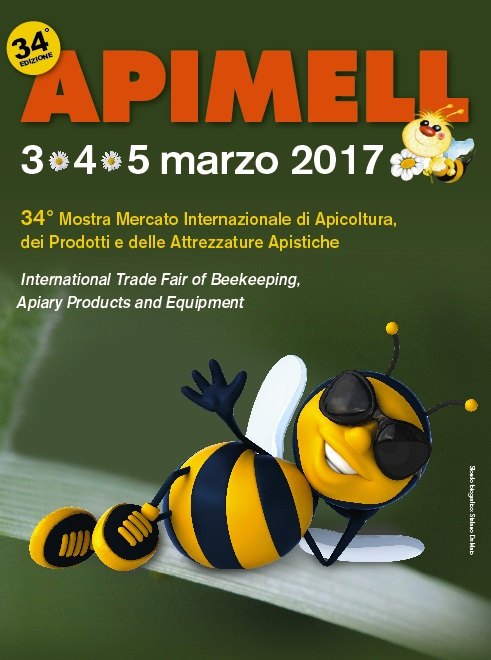 34°
EDIZIONE
APIMELL
3 4 5 marzo 2017
34° Mostra Mercato Internazionale di Apicoltura,
dei Prodotti e delle Attrezzature Apistiche
International Trade Fair of Beekeeping,
Apiary Products and Equipment